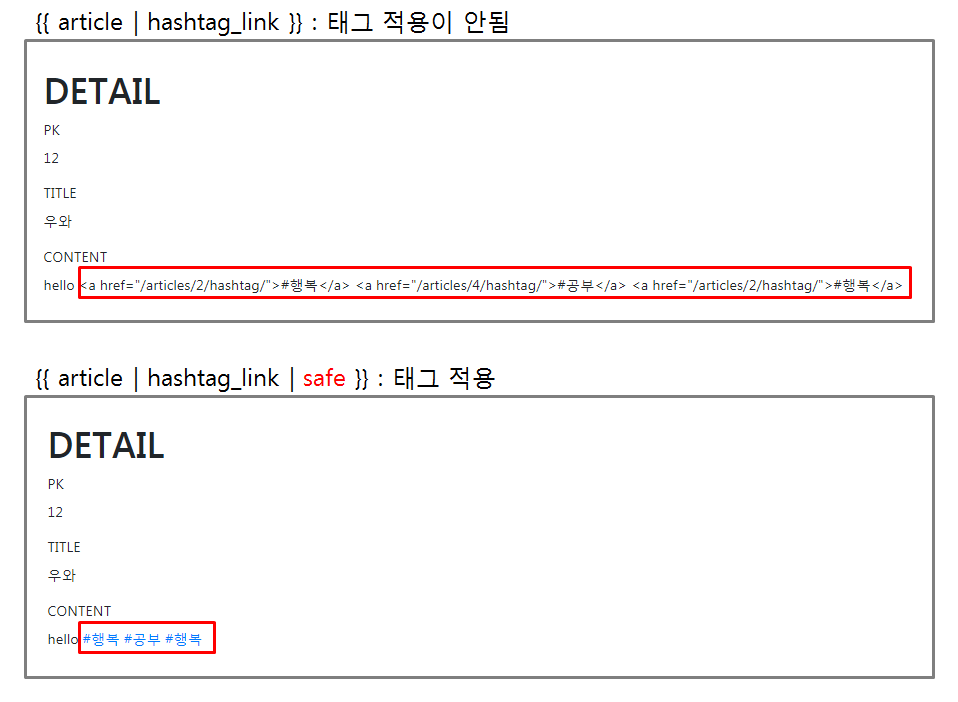 {{ article | hashtag_link }} : 태그 적용이 안됨
DETAIL
PK
12
TITLE
우와
CONTENT
hello <a href="/articles/2/hashtag/">#행복</a> <a href="/articles/4/hashtag/">#공부</a> <a href="/articles/2/hashtag/">#행복</a>
{{ article | hashtag_link | safe }} : 태그 적용
DETAIL
PK
12
TITLE
우와
CONTENT
hello #행복 #공부 #행복